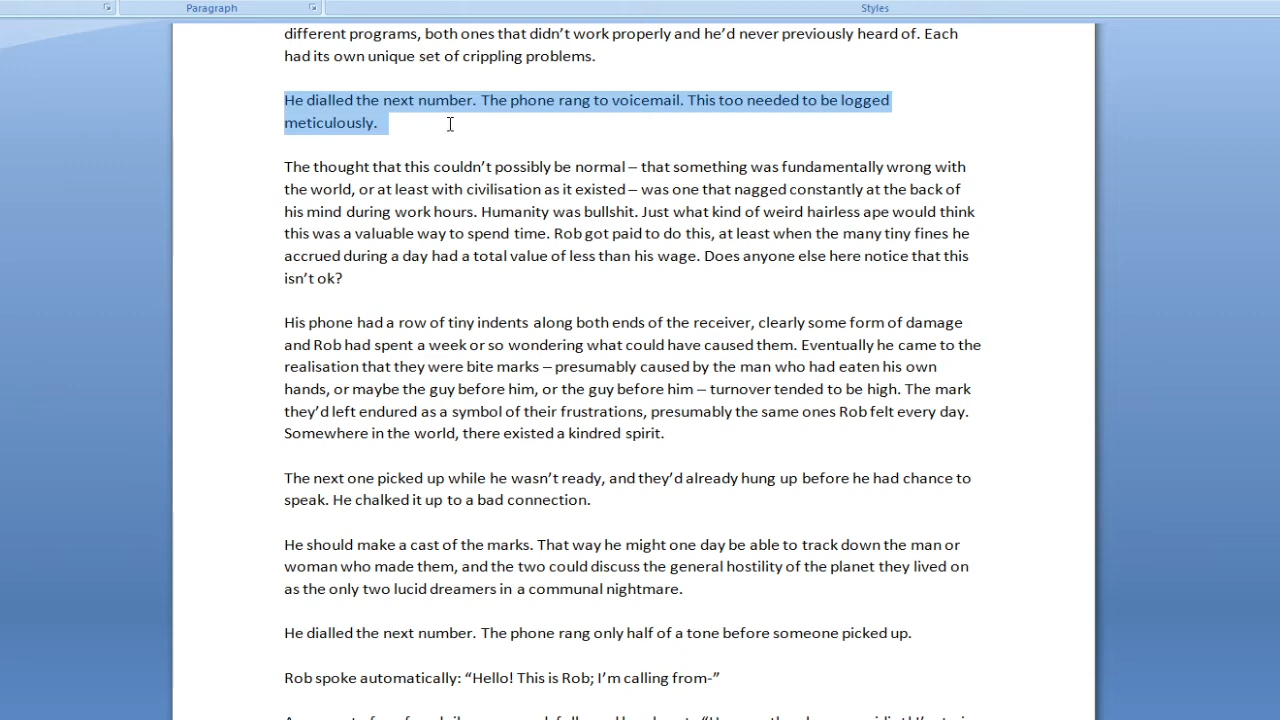 Paragraph
Styles
different programs, both ones that didn’t work properly and he’d never previously heard of. Each
had its own unique set of crippling problems.
He dialled the next number. The phone rang to voicemail. This too needed to be logged
meticulously.
The thought that this couldn’t possibly be normal – that something was fundamentally wrong with
the world, or at least with civilisation as it existed – was one that nagged constantly at the back of
his mind during work hours. Humanity was bullshit. Just what kind of weird hairless ape would think
this was a valuable way to spend time. Rob got paid to do this, at least when the many tiny fines he
accrued during a day had a total value of less than his wage. Does anyone else here notice that this
isn’t ok?
His phone had a row of tiny indents along both ends of the receiver, clearly some form of damage
and Rob had spent a week or so wondering what could have caused them. Eventually he came to the
realisation that they were bite marks – presumably caused by the man who had eaten his own
hands, or maybe the guy before him, or the guy before him – turnover tended to be high. The mark
they’d left endured as a symbol of their frustrations, presumably the same ones Rob felt every day.
Somewhere in the world, there existed a kindred spirit.
The next one picked up while he wasn’t ready, and they’d already hung up before he had chance to
speak. He chalked it up to a bad connection.
He should make a cast of the marks. That way he might one day be able to track down the man or
woman who made them, and the two could discuss the general hostility of the planet they lived on
as the only two lucid dreamers in a communal nightmare.
He dialled the next number. The phone rang only half of a tone before someone picked up.
Rob spoke automatically: “Hello! This is Rob; I’m calling from-”